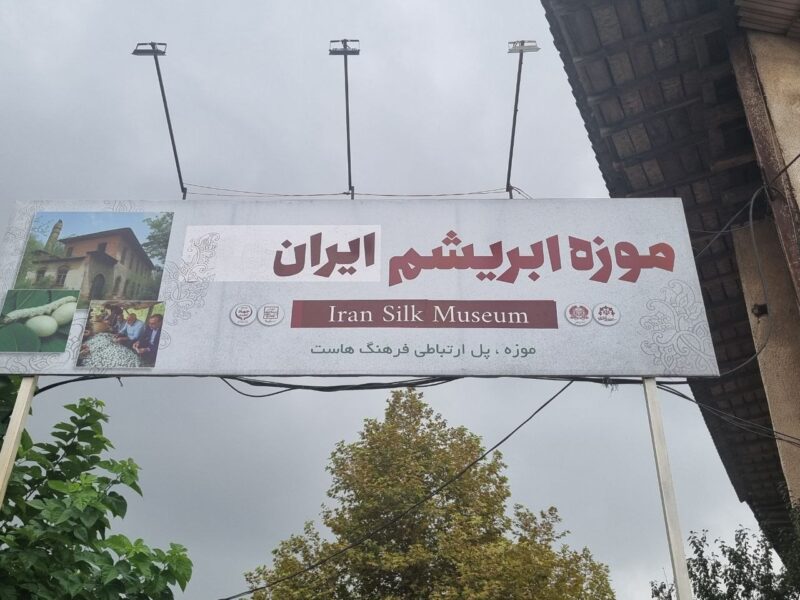 موزه ابریشم ایران
Iran Silk Museum
موزه ، پل ارتباطی فرهنگ هاست